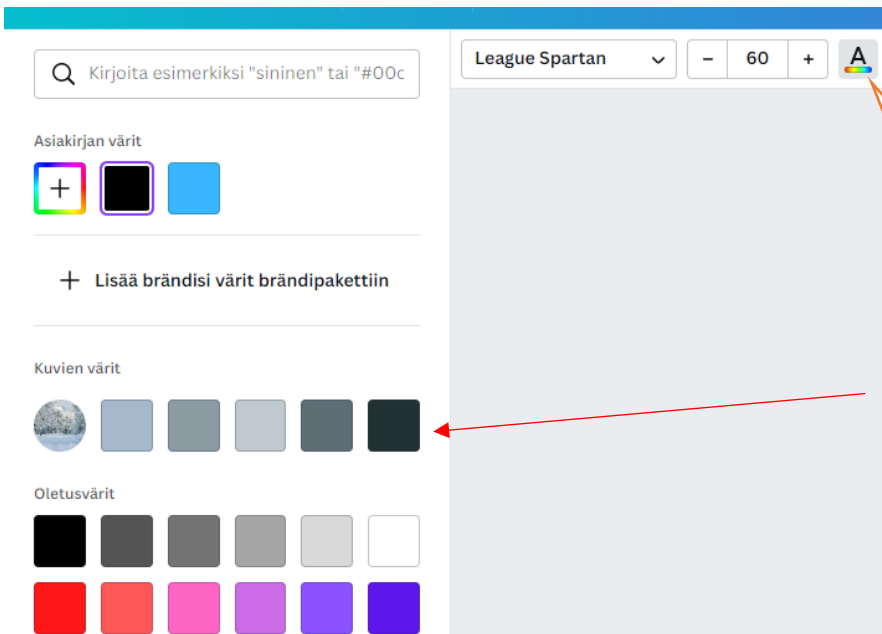 Kirjoita esimerkiksi "sininen" tai "#00c
League Spartan
– 60 +
A
Asiakirjan värit
+
+ Lisää brändisi värit brändipakettiin
Kuvien värit
Oletusvärit